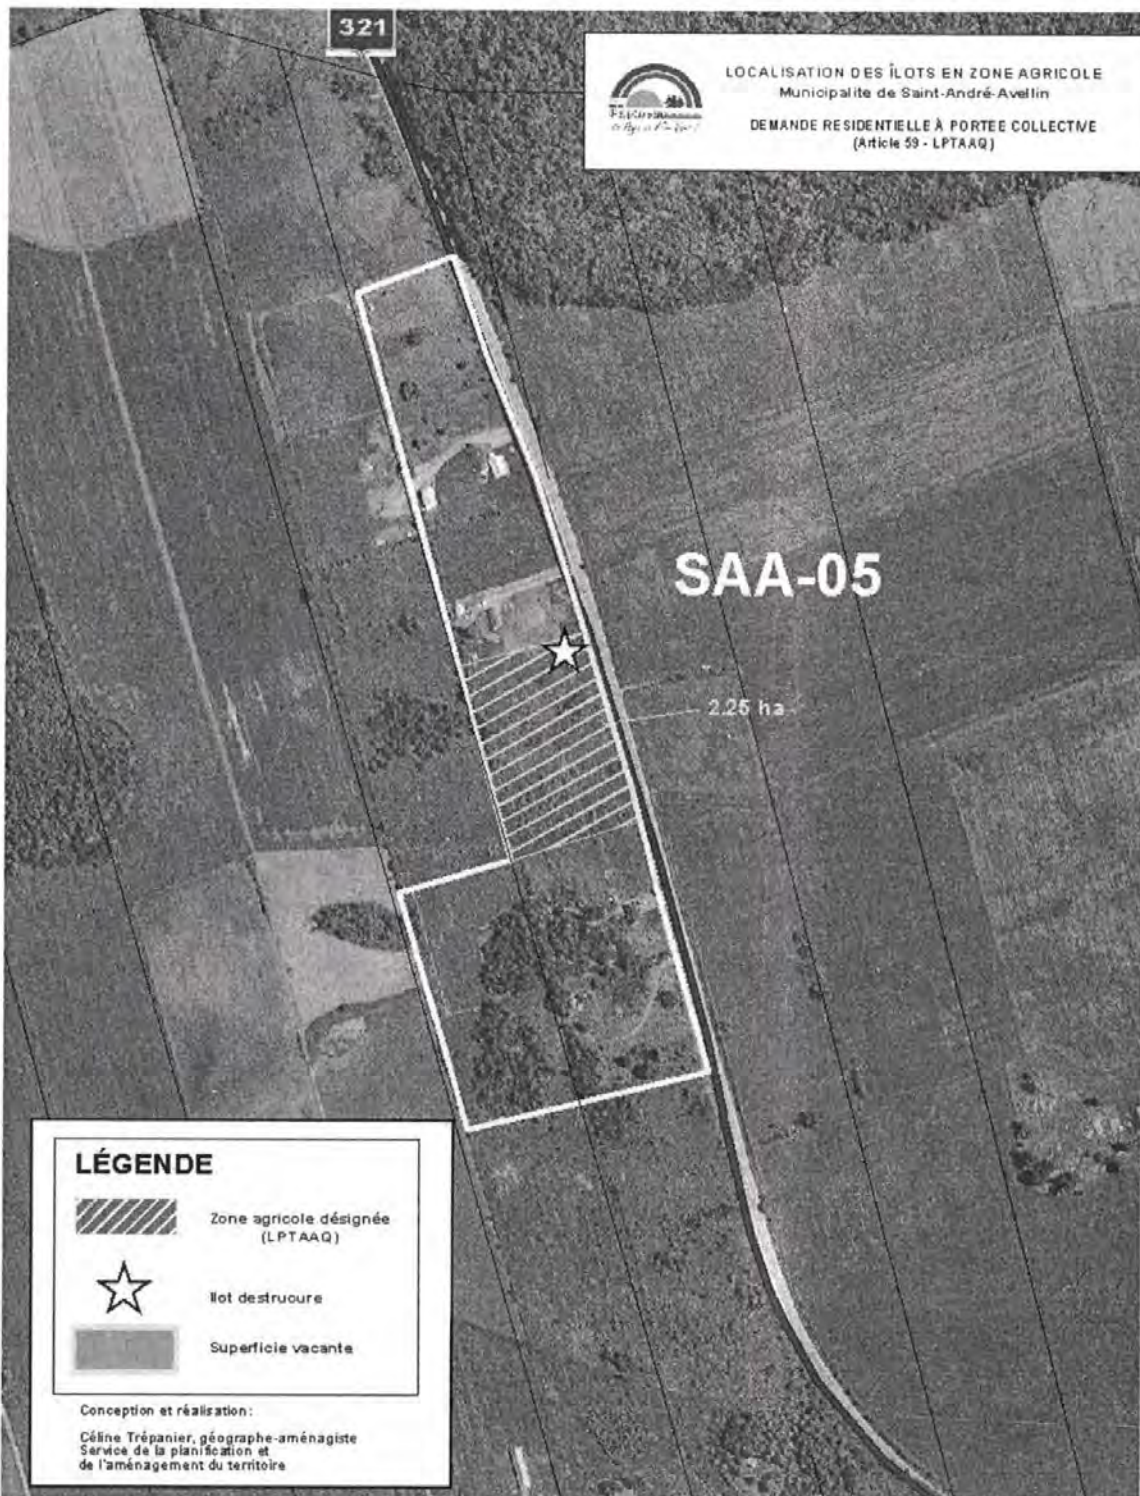 321
LOCALISATION DES ÎLOTS EN ZONE AGRICOLE
Municipalite de Saint-André-Avellin
DEMANDE RESIDENTIELLE À PORTEE COLLECTIVE
(Article 59 - LPTAAQ)
SAA-05
2.25 ha
LÉGENDE
Zone agricole désignée
(LPTAAQ)
Ilot destrucure
Superficie vacante
Conception et réalisation:
Céline Trépanier, géographe-aménagiste
Service de la planification et
de l'aménagement du territoire